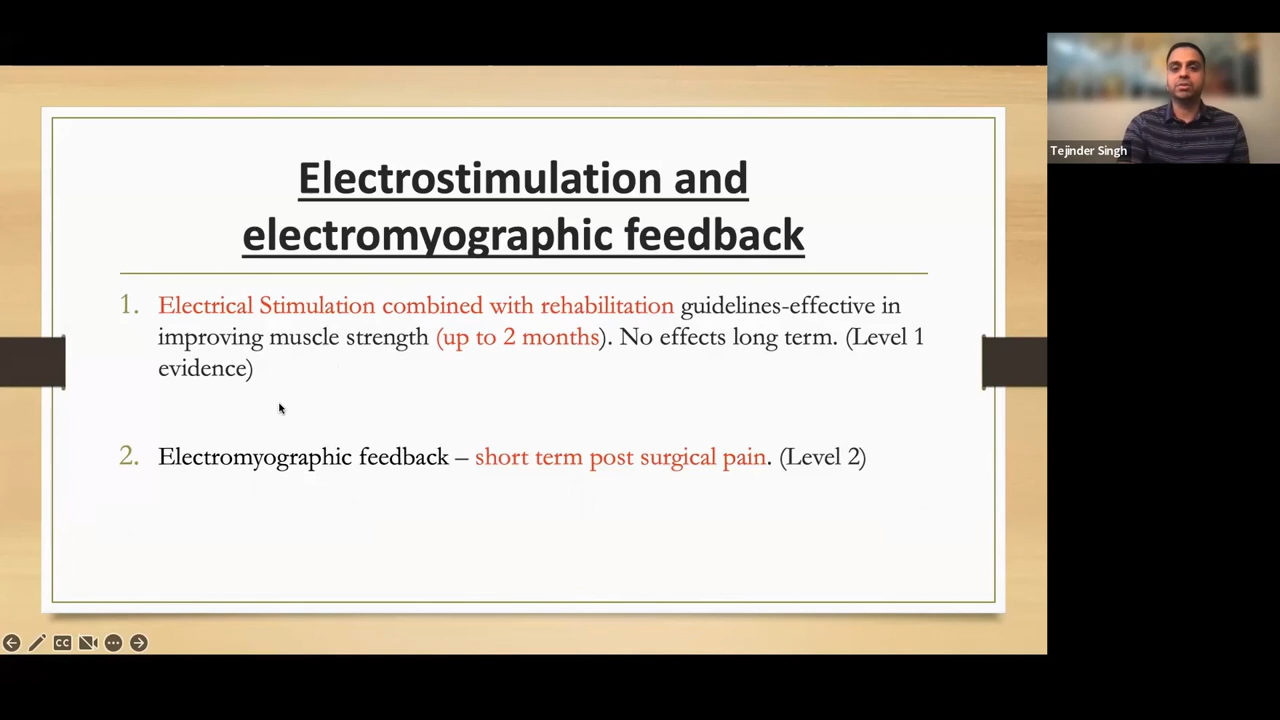 Electrostimulation and
electromyographic feedback
1. Electrical Stimulation combined with rehabilitation guidelines-effective in
improving muscle strength (up to 2 months). No effects long term. (Level 1
evidence)
2. Electromyographic feedback – short term post surgical pain. (Level 2)
CC
Tejinder Singh